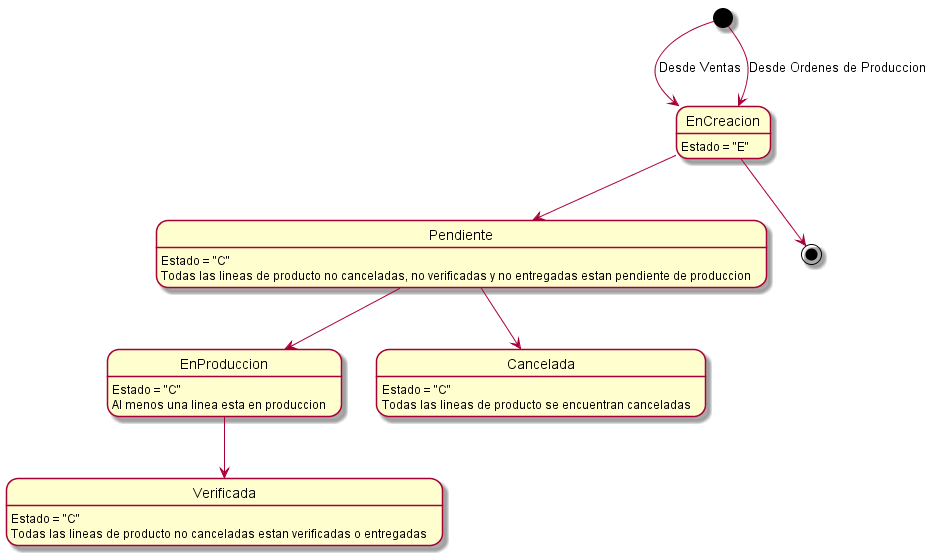 Desde Ventas
Desde Ordenes de Produccion
EnCreacion
Estado = "E"
Pendiente
Estado = "C"
Todas las lineas de producto no canceladas, no verificadas y no entregadas estan pendiente de produccion
EnProduccion
Estado = "C"
Al menos una linea esta en produccion
Cancelada
Estado = "C"
Todas las lineas de producto se encuentran canceladas
Verificada
Estado = "C"
Todas las lineas de producto no canceladas estan verificadas o entregadas